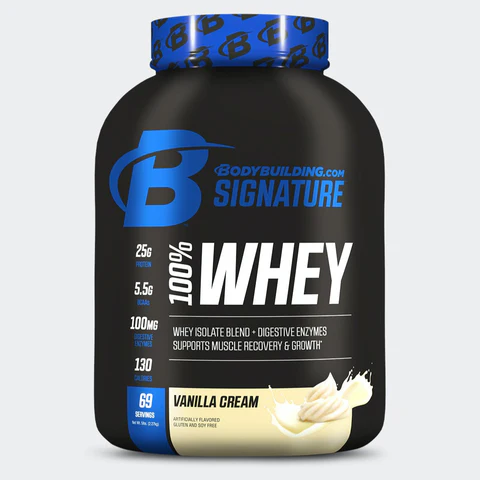 B
BODYBUILDING.COM
SIGNATURE
100% WHEY
25G
PROTEIN
5.5G
BCAAs
100MG
DIGESTIVE
ENZYMES
130
CALORIES
69
SERVINGS
WHEY ISOLATE BLEND + DIGESTIVE ENZYMES
SUPPORTS MUSCLE RECOVERY & GROWTH*
VANILLA CREAM
ARTIFICIALLY FLAVORED
GLUTEN AND SOY FREE